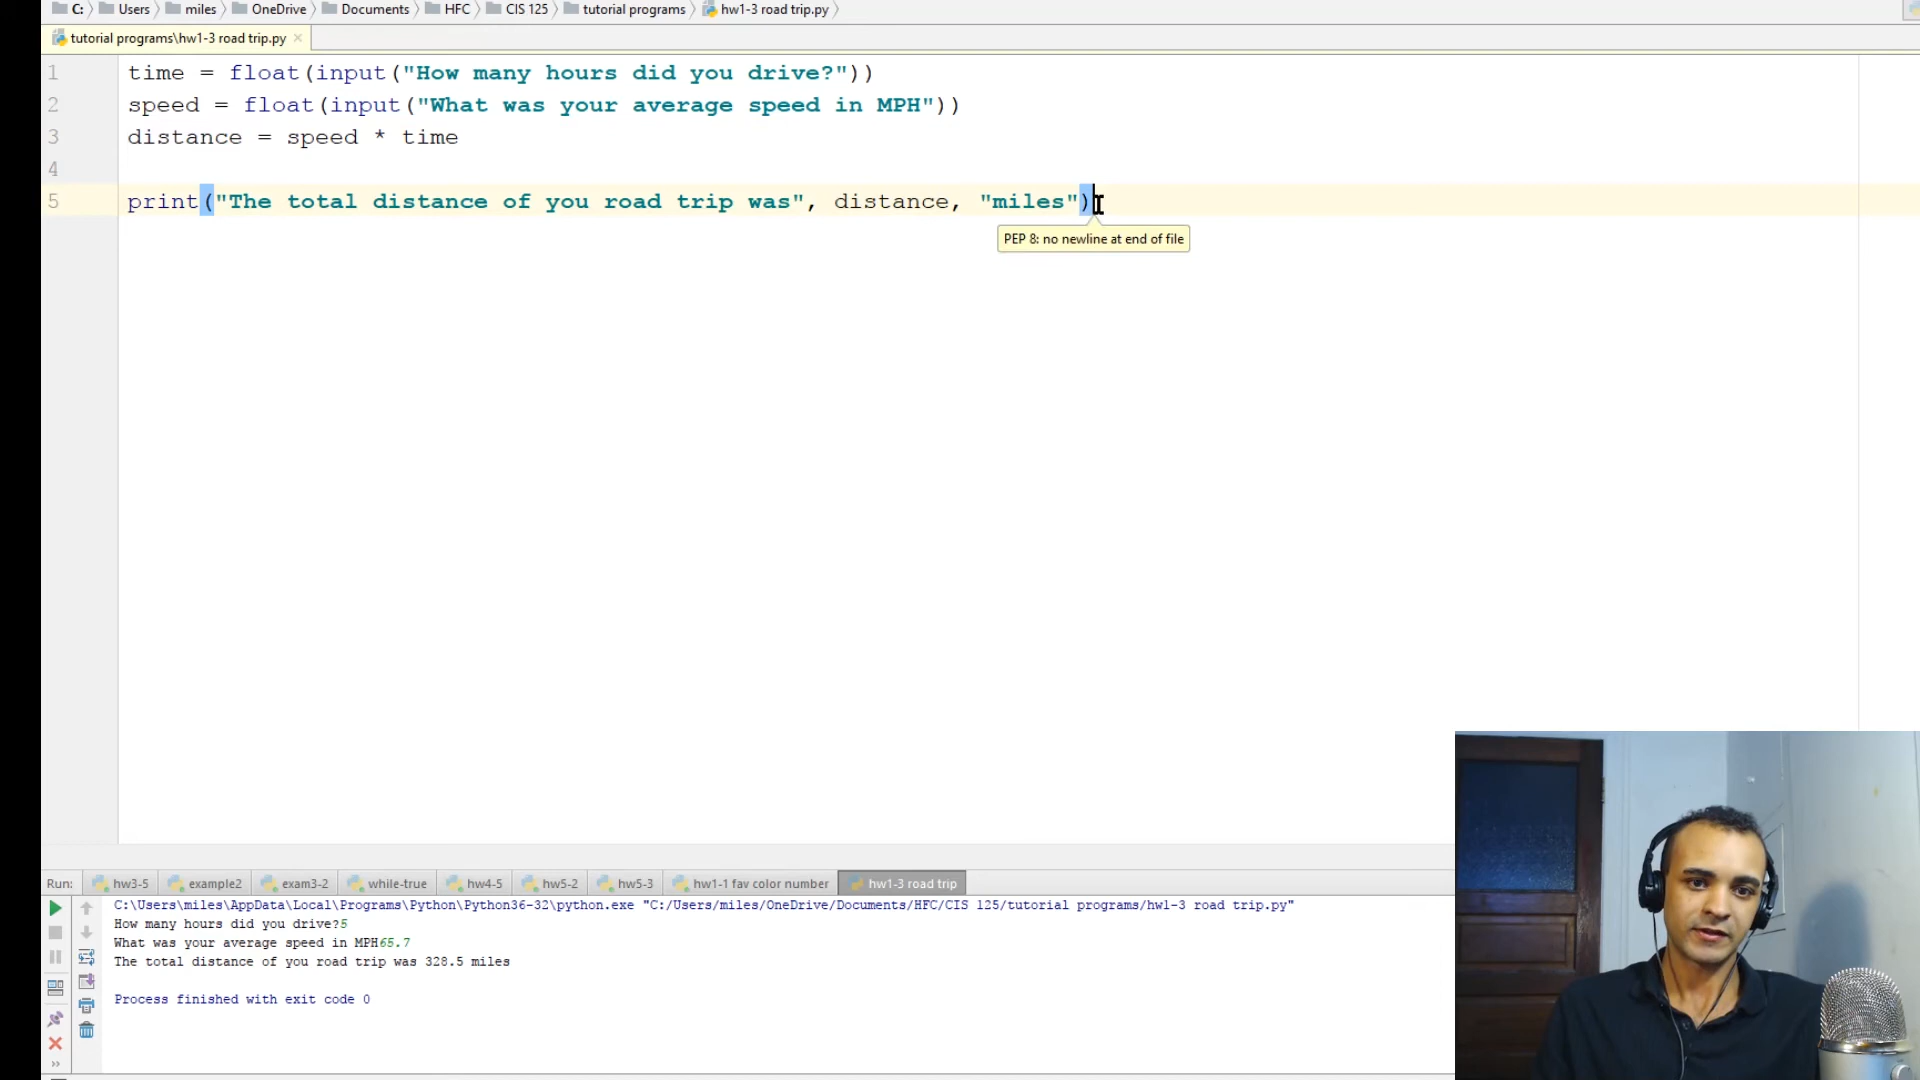 C: Users miles OneDrive Documents HFC CIS 125 tutorial programs hw1-3 road trip.py
tutorial programs\hw1-3 road trip.py
1 time = float(input("How many hours did you drive?"))
2 speed = float(input("What was your average speed in MPH"))
3 distance = speed * time
4
5 print("The total distance of you road trip was", distance, "miles")
PEP 8: no newline at end of file
Run: hw3-5 example2 exam3-2 while-true hw4-5 hw5-2 hw5-3 hw1-1 fav color number hw1-3 road trip
C:\Users\miles\AppData\Local\Programs\Python\Python36-32\python.exe "C:/Users/miles/OneDrive/Documents/HFC/CIS 125/tutorial programs/hw1-3 road trip.py"
How many hours did you drive?5
What was your average speed in MPH65.7
The total distance of you road trip was 328.5 miles
Process finished with exit code 0